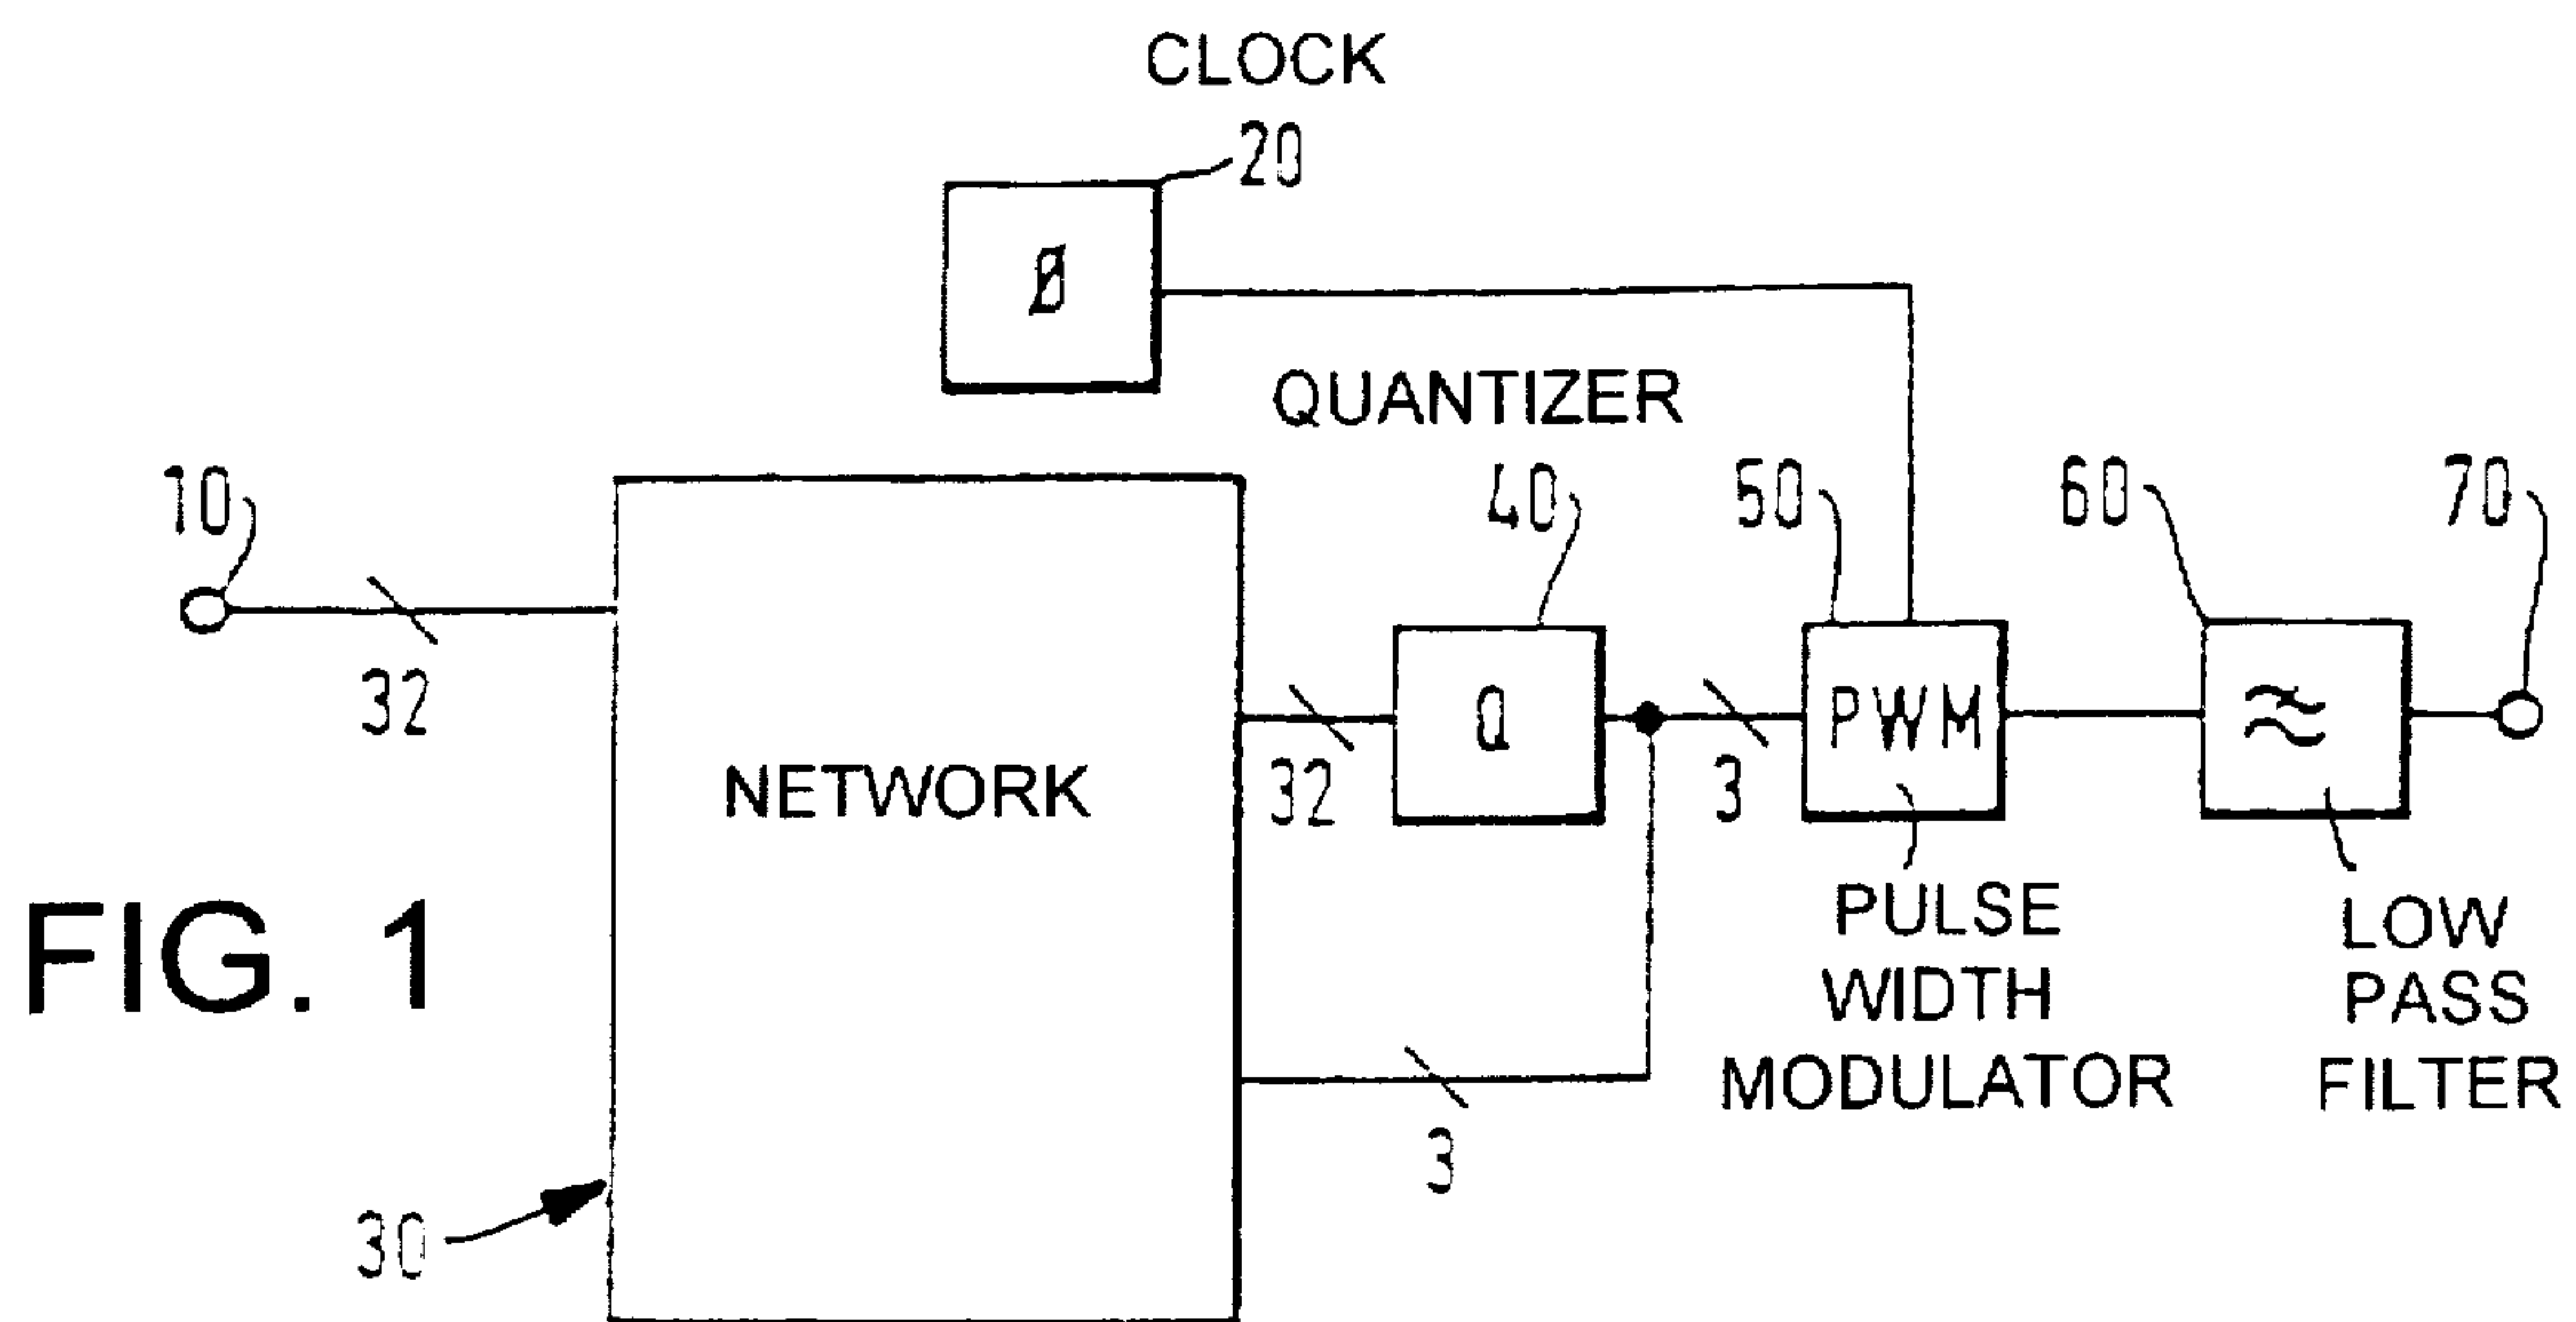 CLOCK
20
Ø
QUANTIZER
10
40
50
60
70
32
NETWORK
32
Q
3
PWM
PULSE
WIDTH
MODULATOR
LOW
PASS
FILTER
FIG. 1
3
30